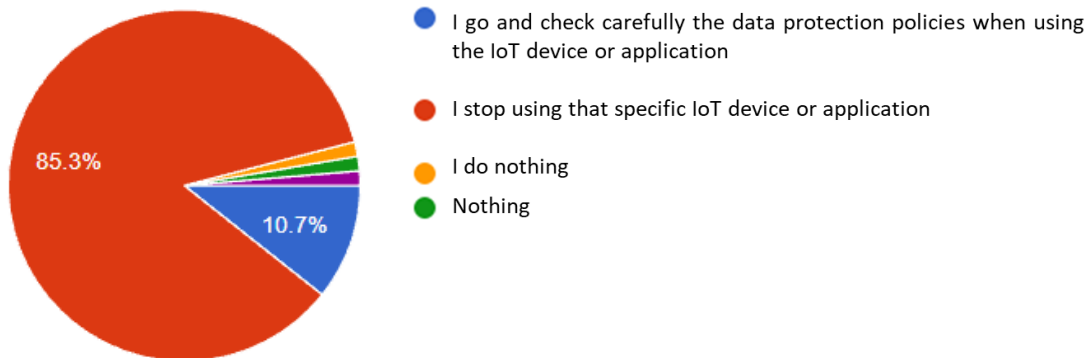 I go and check carefully the data protection policies when using
the IoT device or application
I stop using that specific IoT device or application
85.3%
I do nothing
Nothing
10.7%